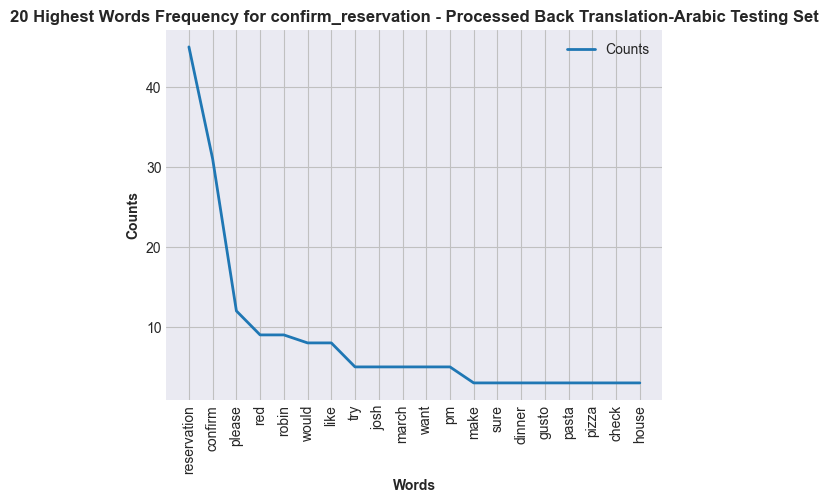 20 Highest Words Frequency for confirm_reservation - Processed Back Translation-Arabic Testing Set
Counts
40
30
20
10
Counts
reservation
confirm
please
red
robin
would
like
try
josh
march
want
pm
make
sure
dinner
gusto
pasta
pizza
check
house
Words